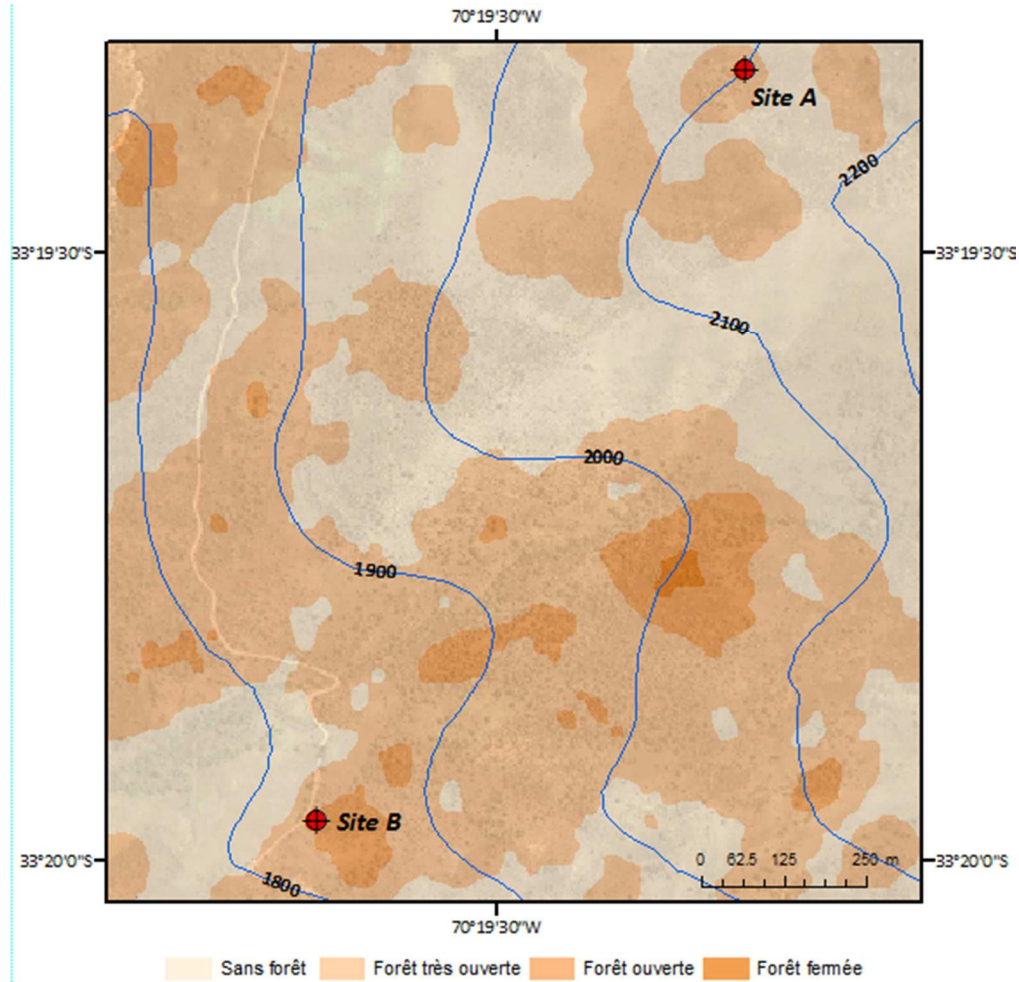 70°19'30"W
Site A
2200
33°19'30"S
33°19'30"S
2100
2000
1900
Site B
33°20'0"S
0 62.5 125 250 m
33°20'0"S
1800
70°19'30"W
Sans forêt Forêt très ouverte Forêt ouverte Forêt fermée